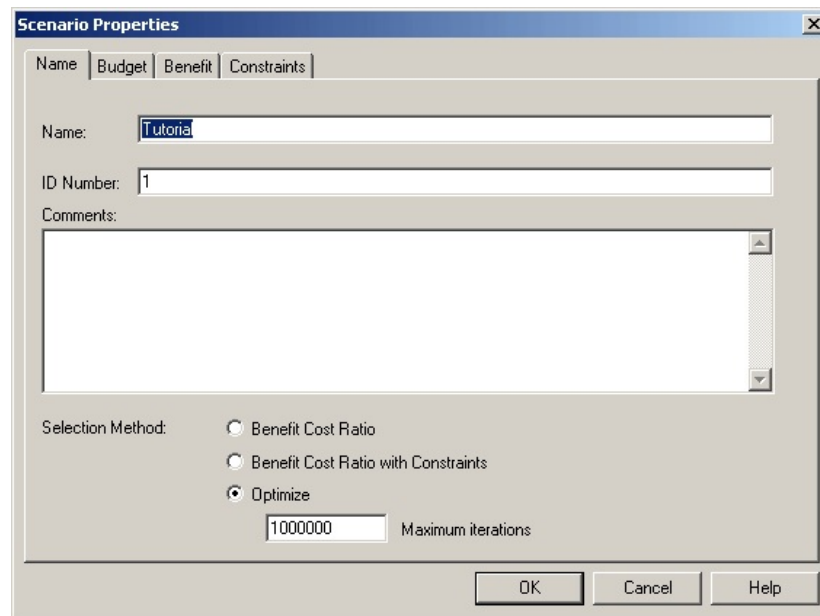 Scenario Properties
Name Budget Benefit Constraints
Name: Tutorial
ID Number: 1
Comments:
Selection Method: Benefit Cost Ratio
Benefit Cost Ratio with Constraints
Optimize
1000000 Maximum iterations
OK Cancel Help